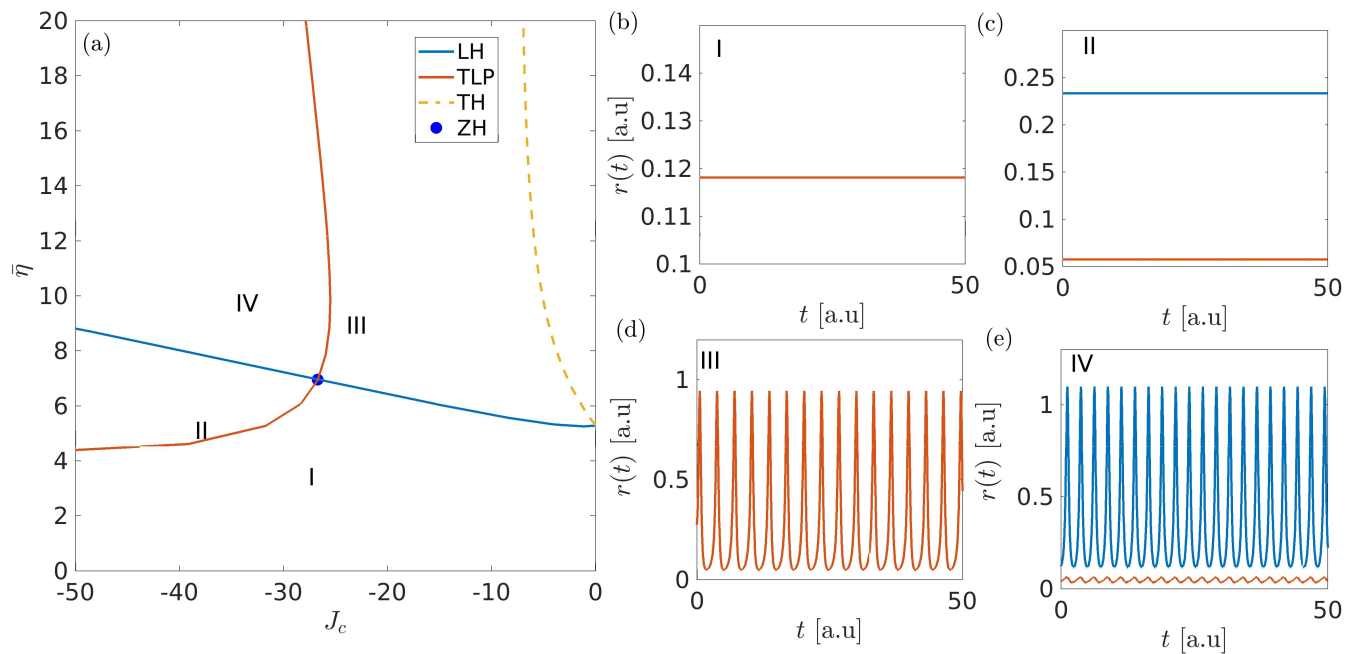 (a)
20
18
16
14
12
10
8
6
4
2
0
η̄
-50
-40
-30
-20
-10
0
J_c
LH
TLP
TH
ZH
IV
III
II
I
(b)
I
0.14
0.13
0.12
0.11
0.1
r(t) [a.u]
0
50
t [a.u]
(c)
II
0.25
0.2
0.15
0.1
0.05
0
50
t [a.u]
(d)
III
1
0.5
0
r(t) [a.u]
0
50
t [a.u]
(e)
IV
1
0.5
0
r(t) [a.u]
0
50
t [a.u]